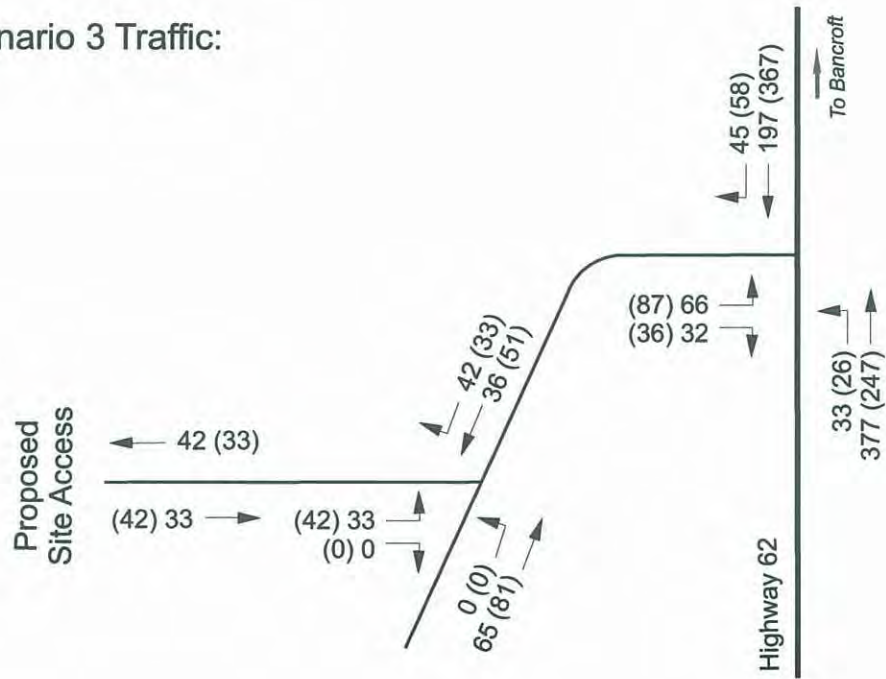 nario 3 Traffic:
Proposed
Site Access
42 (33)
(42) 33
(42) 33
(0) 0
42 (33)
36 (51)
0 (0)
65 (81)
(87) 66
(36) 32
45 (58)
197 (367)
To Bancroft
33 (26)
377 (247)
Highway 62